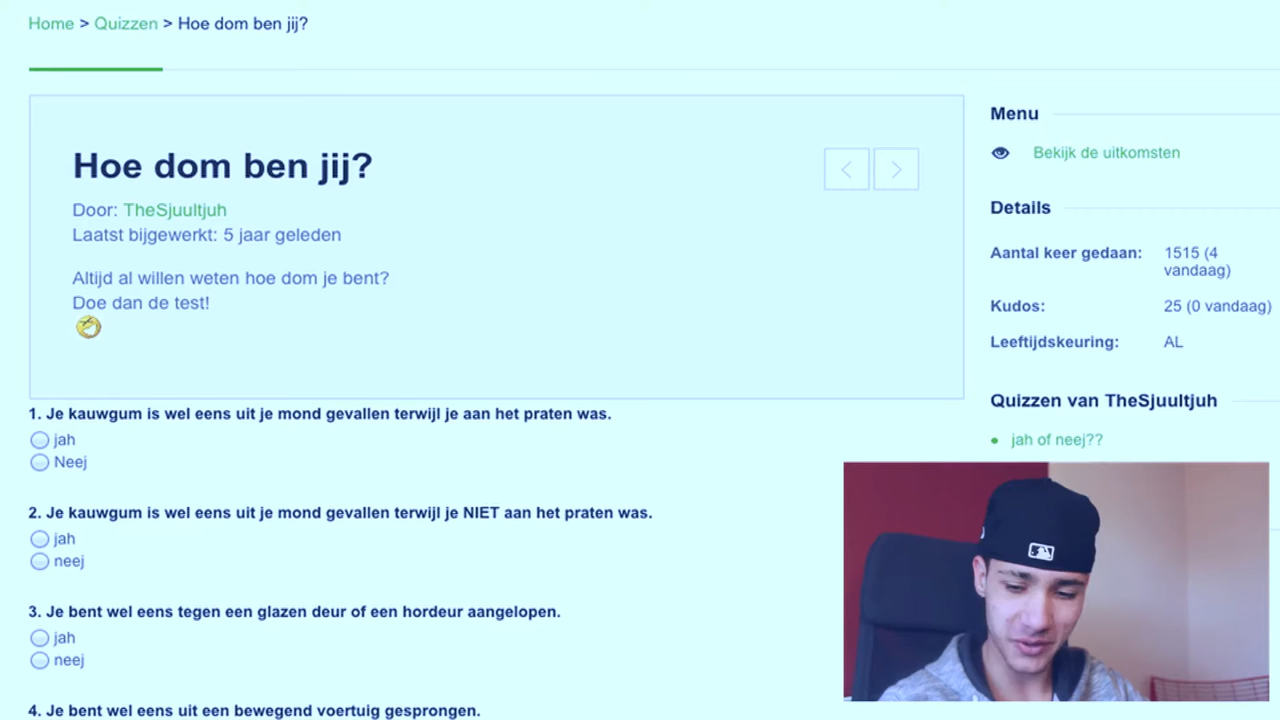 Home > Quizzen > Hoe dom ben jij?
Hoe dom ben jij?
Door: TheSjuultjuh
Laatst bijgewerkt: 5 jaar geleden
Altijd al willen weten hoe dom je bent?
Doe dan de test!
1. Je kauwgum is wel eens uit je mond gevallen terwijl je aan het praten was.
jah
Neej
2. Je kauwgum is wel eens uit je mond gevallen terwijl je NIET aan het praten was.
jah
neej
3. Je bent wel eens tegen een glazen deur of een hordeur aangelopen.
jah
neej
4. Je bent wel eens uit een bewegend voertuig gesprongen.
Menu
Bekijk de uitkomsten
Details
Aantal keer gedaan: 1515 (4
vandaag)
Kudos: 25 (0 vandaag)
Leeftijdskeuring: AL
Quizzen van TheSjuultjuh
jah of neej??